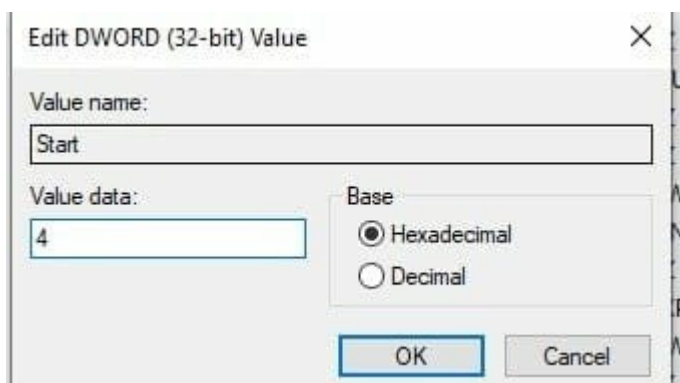 Edit DWORD (32-bit) Value
Value name:
Start
Value data:
Base
4
Hexadecimal
Decimal
OK
Cancel